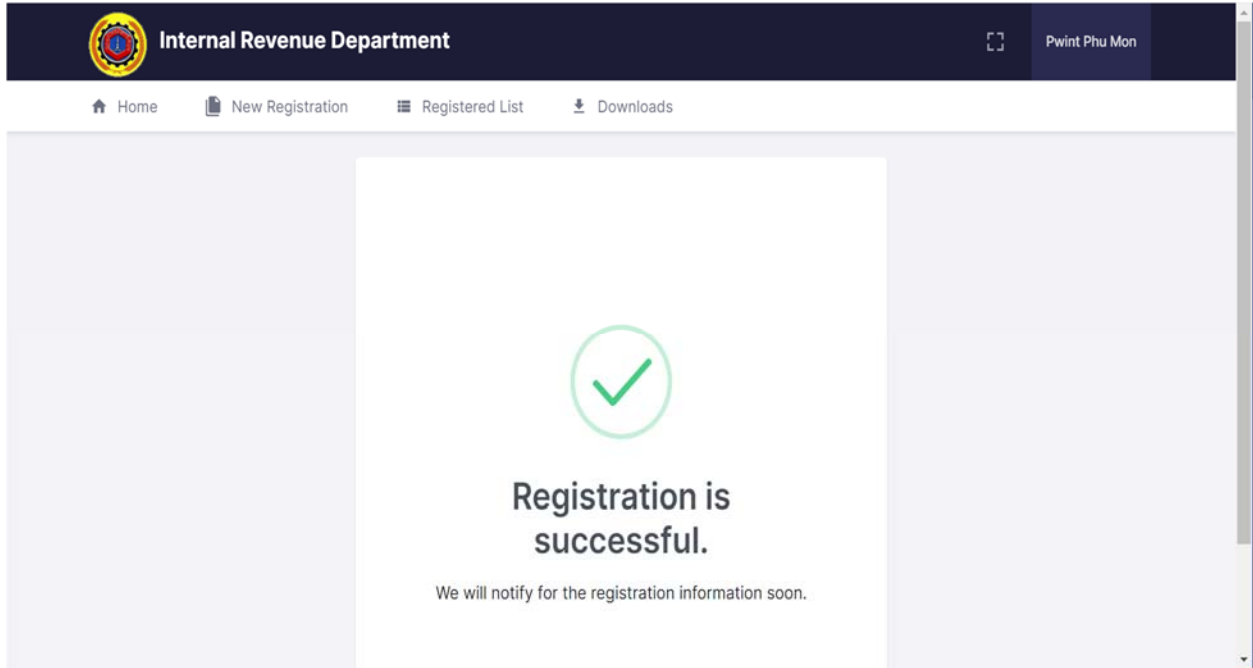 Internal Revenue Department
Pwint Phu Mon
Home New Registration Registered List Downloads
Registration is
successful.
We will notify for the registration information soon.